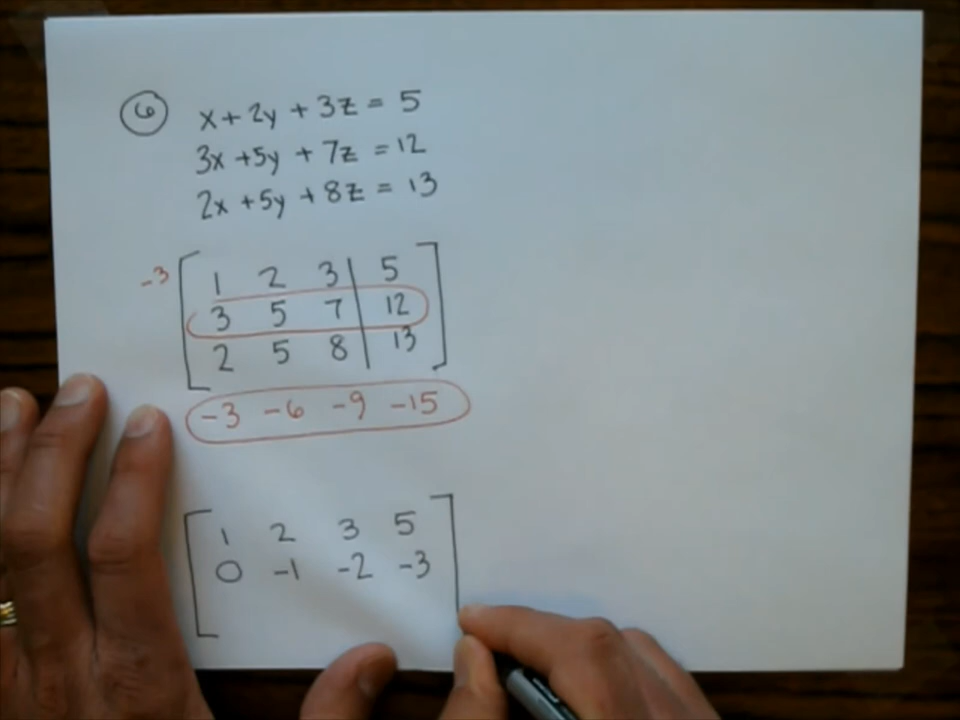 6 x + 2y + 3z = 5
3x + 5y + 7z = 12
2x + 5y + 8z = 13
-3 1 2 3 | 5
3 5 7 | 12
2 5 8 | 13
-3 -6 -9 -15
1 2 3 5
0 -1 -2 -3